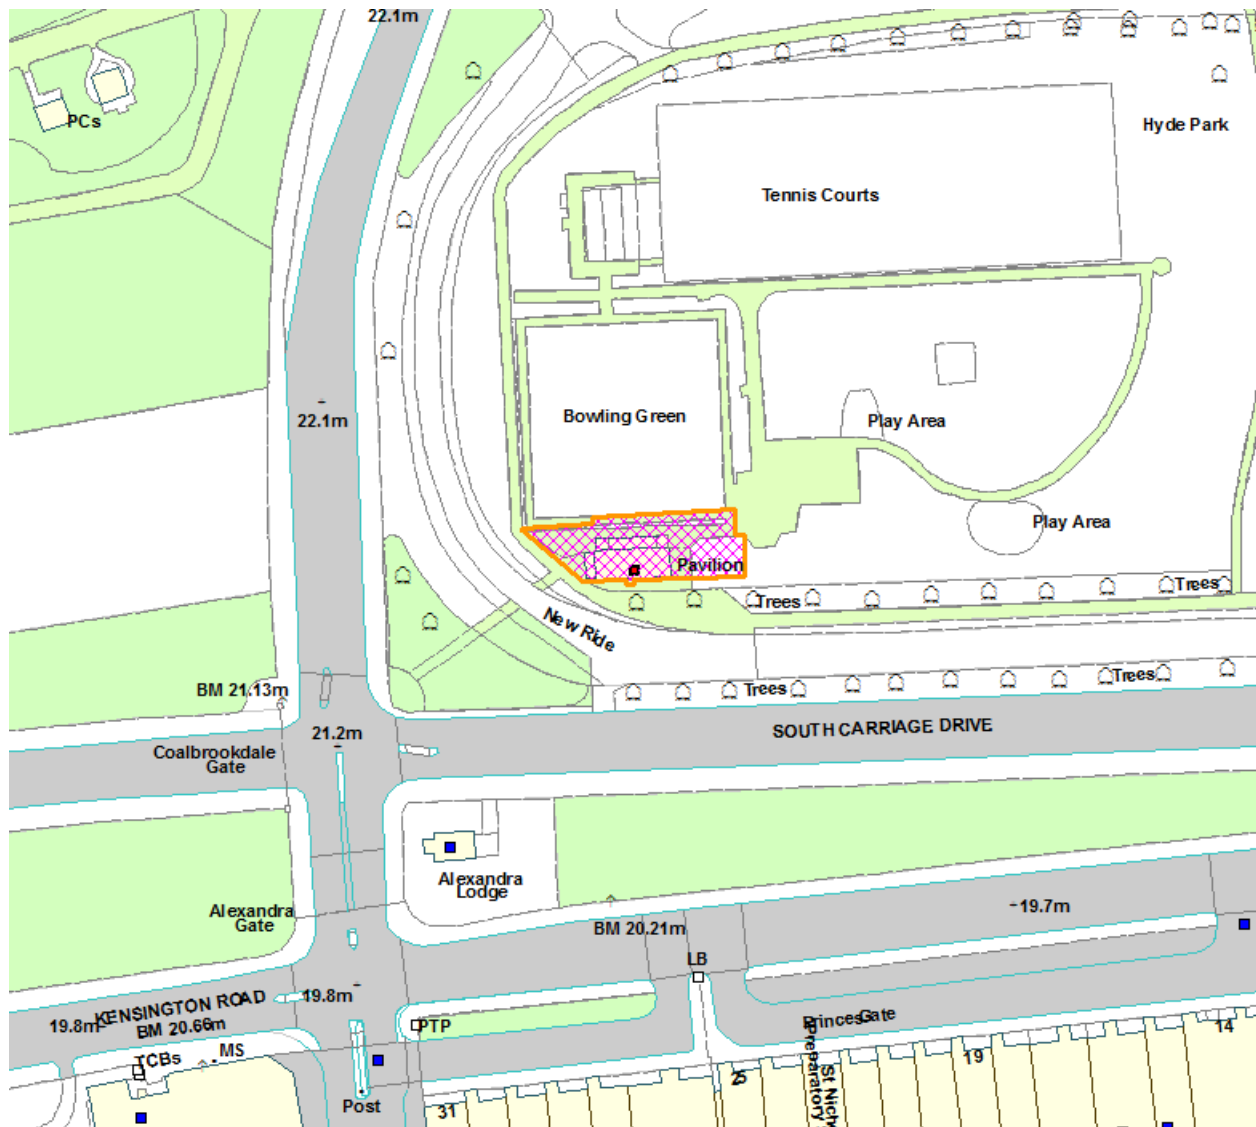 22.1m
PCs
Hyde Park
Tennis Courts
22.1m
Bowling Green
Play Area
Play Area
Pavilion
Trees
Trees
New Ride
BM 21.13m
Trees
Trees
21.2m
SOUTH CARRIAGE DRIVE
Coalbrookdale
Gate
Alexandra
Lodge
Alexandra
Gate
19.7m
BM 20.21m
LB
KENSINGTON ROAD
19.8m
19.8m
BM 20.66m
PTP
Princes Gate
TCBs
MS
Post
31
25
19
14
Preparatory
St Nich